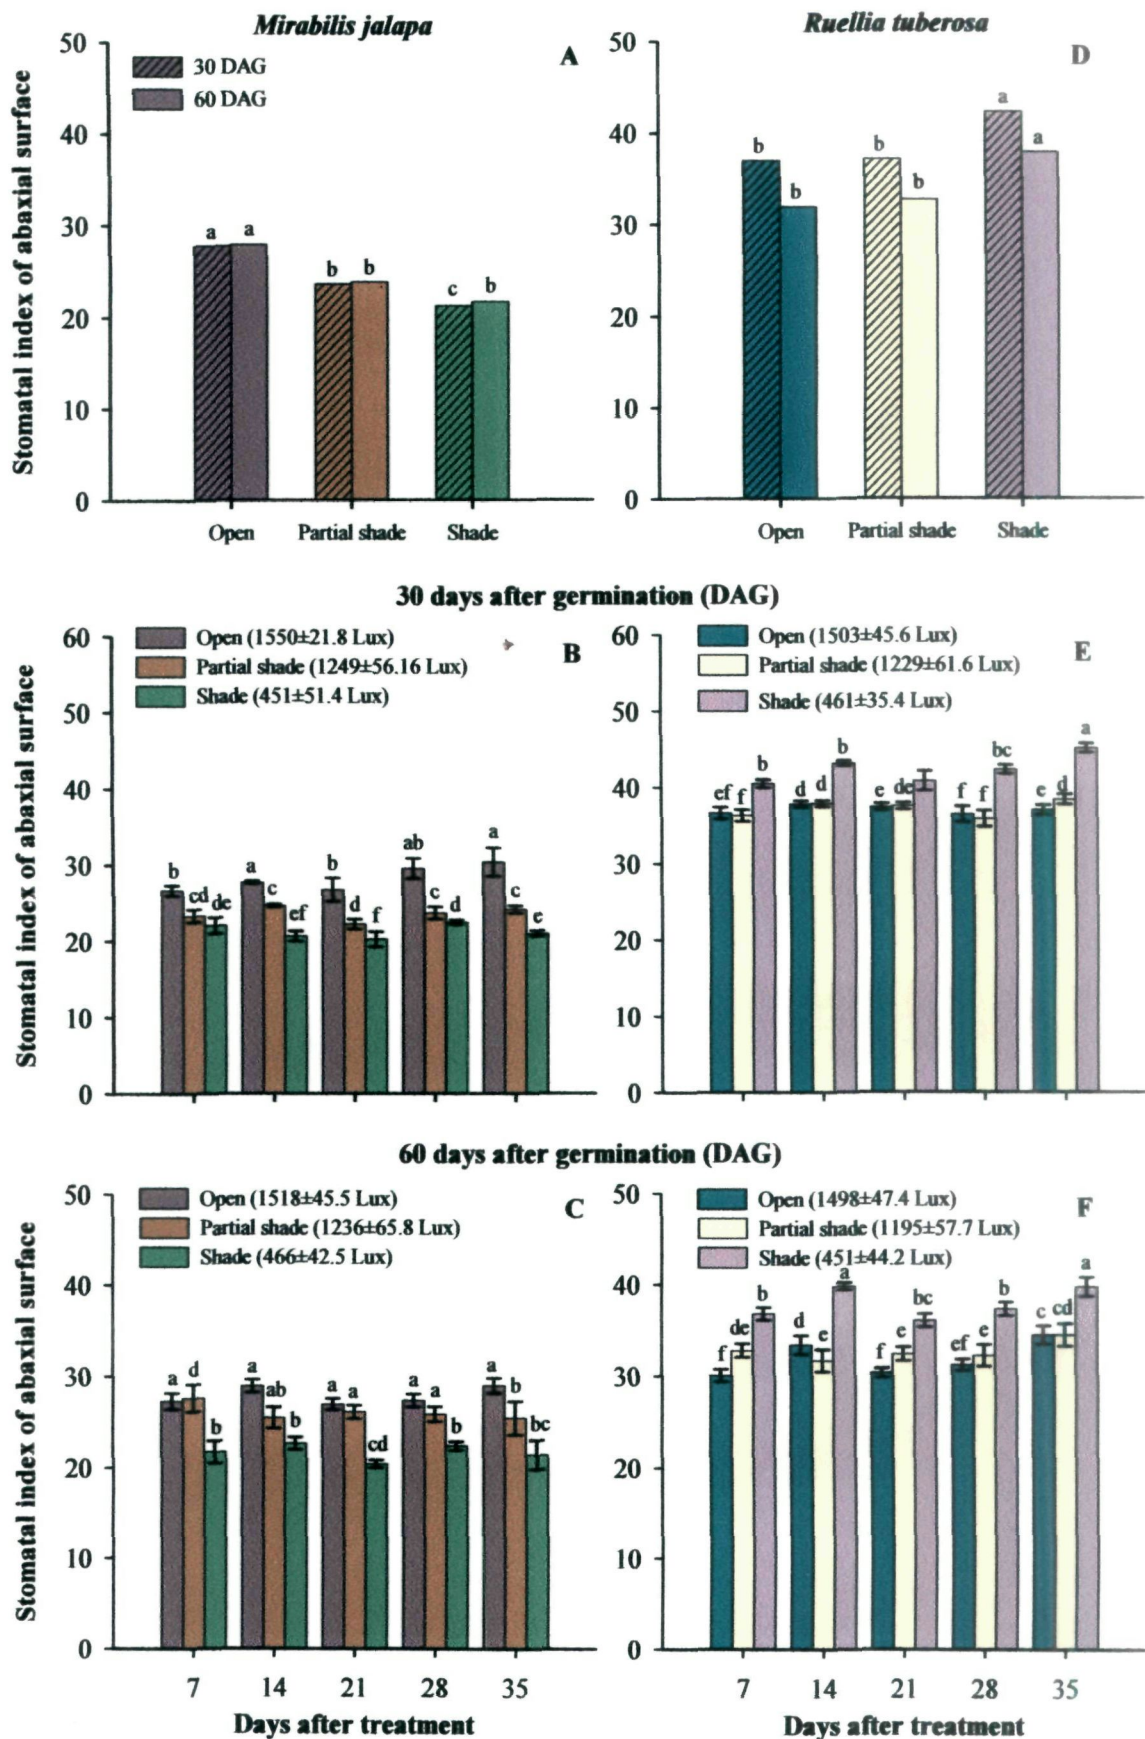 Mirabilis jalapa
Ruellia tuberosa
Stomatal index of abaxial surface
50
40
30
20
10
0
30 DAG
60 DAG
A
a a
b b
c b
Open Partial shade Shade
50
40
30
20
10
0
D
b b
b b
a a
Open Partial shade Shade
30 days after germination (DAG)
Stomatal index of abaxial surface
60
50
40
30
20
10
0
Open (1550±21.8 Lux)
Partial shade (1249±56.16 Lux)
Shade (451±51.4 Lux)
B
b cd de
a c ef
b d f
ab c d
a c e
60
50
40
30
20
10
0
Open (1503±45.6 Lux)
Partial shade (1229±61.6 Lux)
Shade (461±35.4 Lux)
E
ef f b
d d b
e de
f f bc
e d a
60 days after germination (DAG)
Stomatal index of abaxial surface
50
40
30
20
10
0
Open (1518±45.5 Lux)
Partial shade (1236±65.8 Lux)
Shade (466±42.5 Lux)
C
a d b
a ab b
a a cd
a a b
a b bc
7 14 21 28 35
Days after treatment
50
40
30
20
10
0
Open (1498±47.4 Lux)
Partial shade (1195±57.7 Lux)
Shade (451±44.2 Lux)
F
f de b
d e a
f e bc
ef e b
c cd a
7 14 21 28 35
Days after treatment